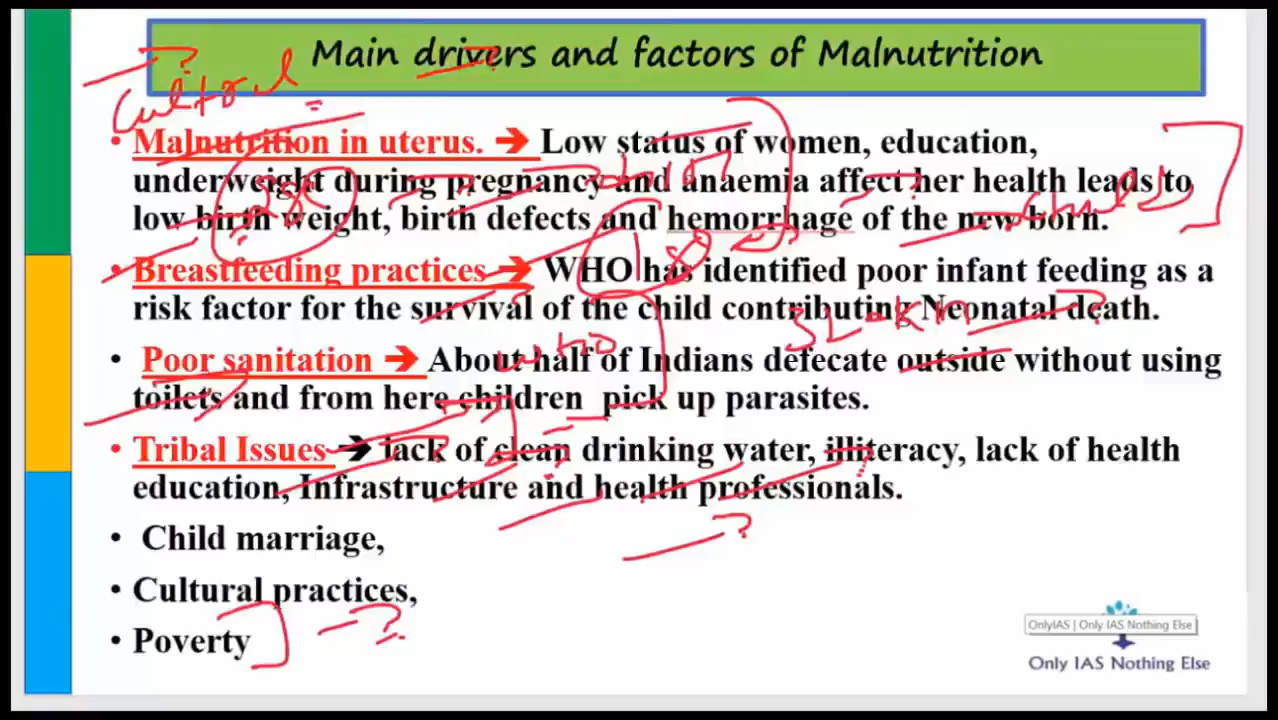 Main drivers and factors of Malnutrition
Cultural
• Malnutrition in uterus. ➔ Low status of women, education,
underweight during pregnancy and anaemia affect her health leads to
low birth weight, birth defects and hemorrhage of the new born.
• Breastfeeding practices ➔ WHO has identified poor infant feeding as a
risk factor for the survival of the child contributing Neonatal death.
• Poor sanitation ➔ About half of Indians defecate outside without using
who
toilets and from here children pick up parasites.
• Tribal Issues ➔ lack of clean drinking water, illiteracy, lack of health
education, Infrastructure and health professionals.
• Child marriage,
• Cultural practices,
• Poverty
OnlyIAS | Only IAS Nothing Else
Only IAS Nothing Else